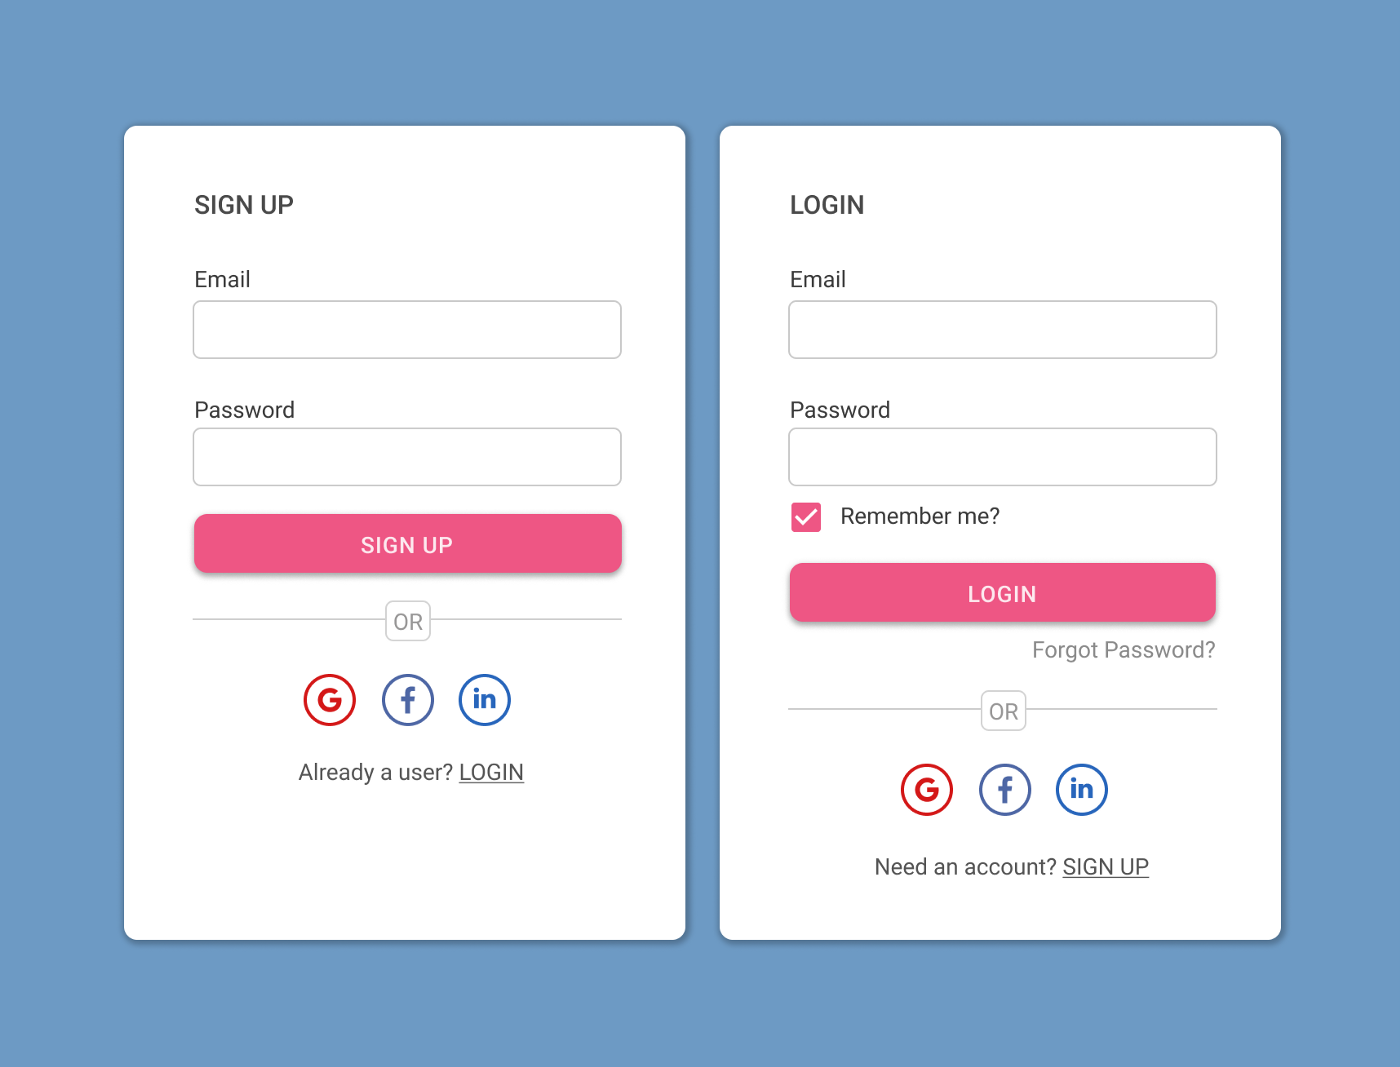 SIGN UP
Email
Password
SIGN UP
OR
G f in
Already a user? LOGIN
LOGIN
Email
Password
Remember me?
LOGIN
Forgot Password?
OR
G f in
Need an account? SIGN UP